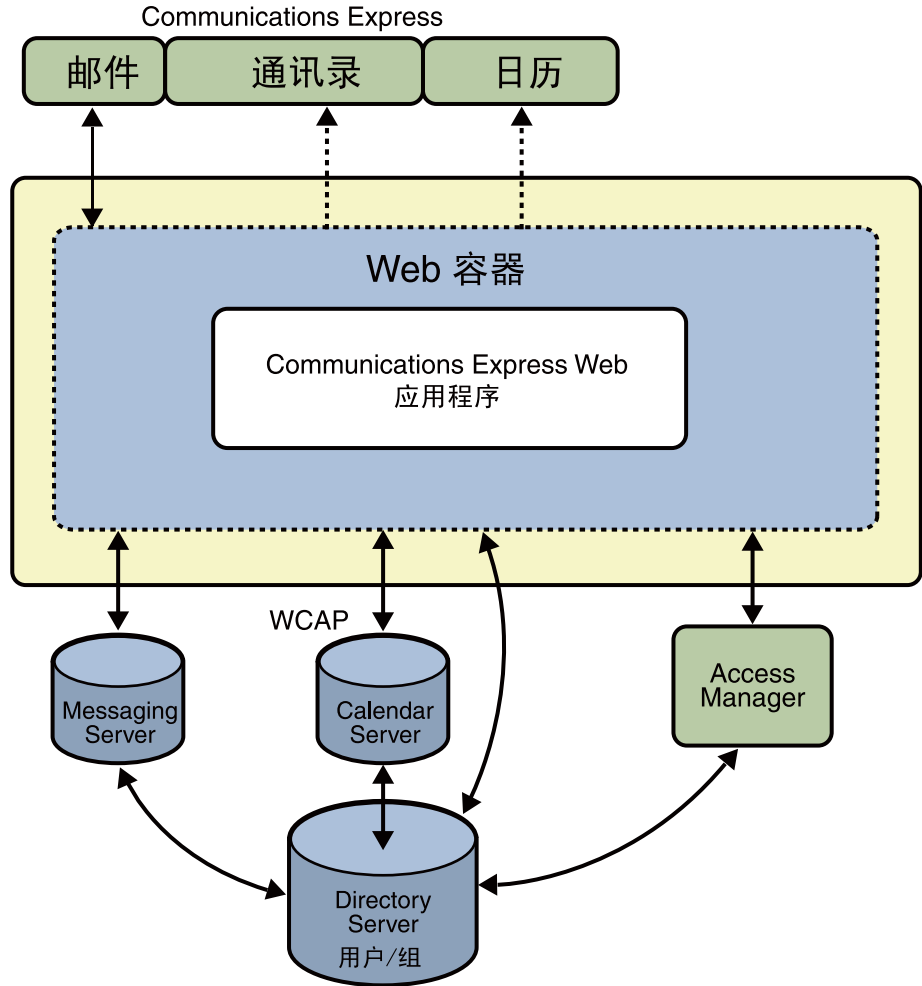 Communications Express
邮件 通讯录 日历
Web 容器
Communications Express Web
应用程序
WCAP
Messaging
Server
Calendar
Server
Access
Manager
Directory
Server
用户/组